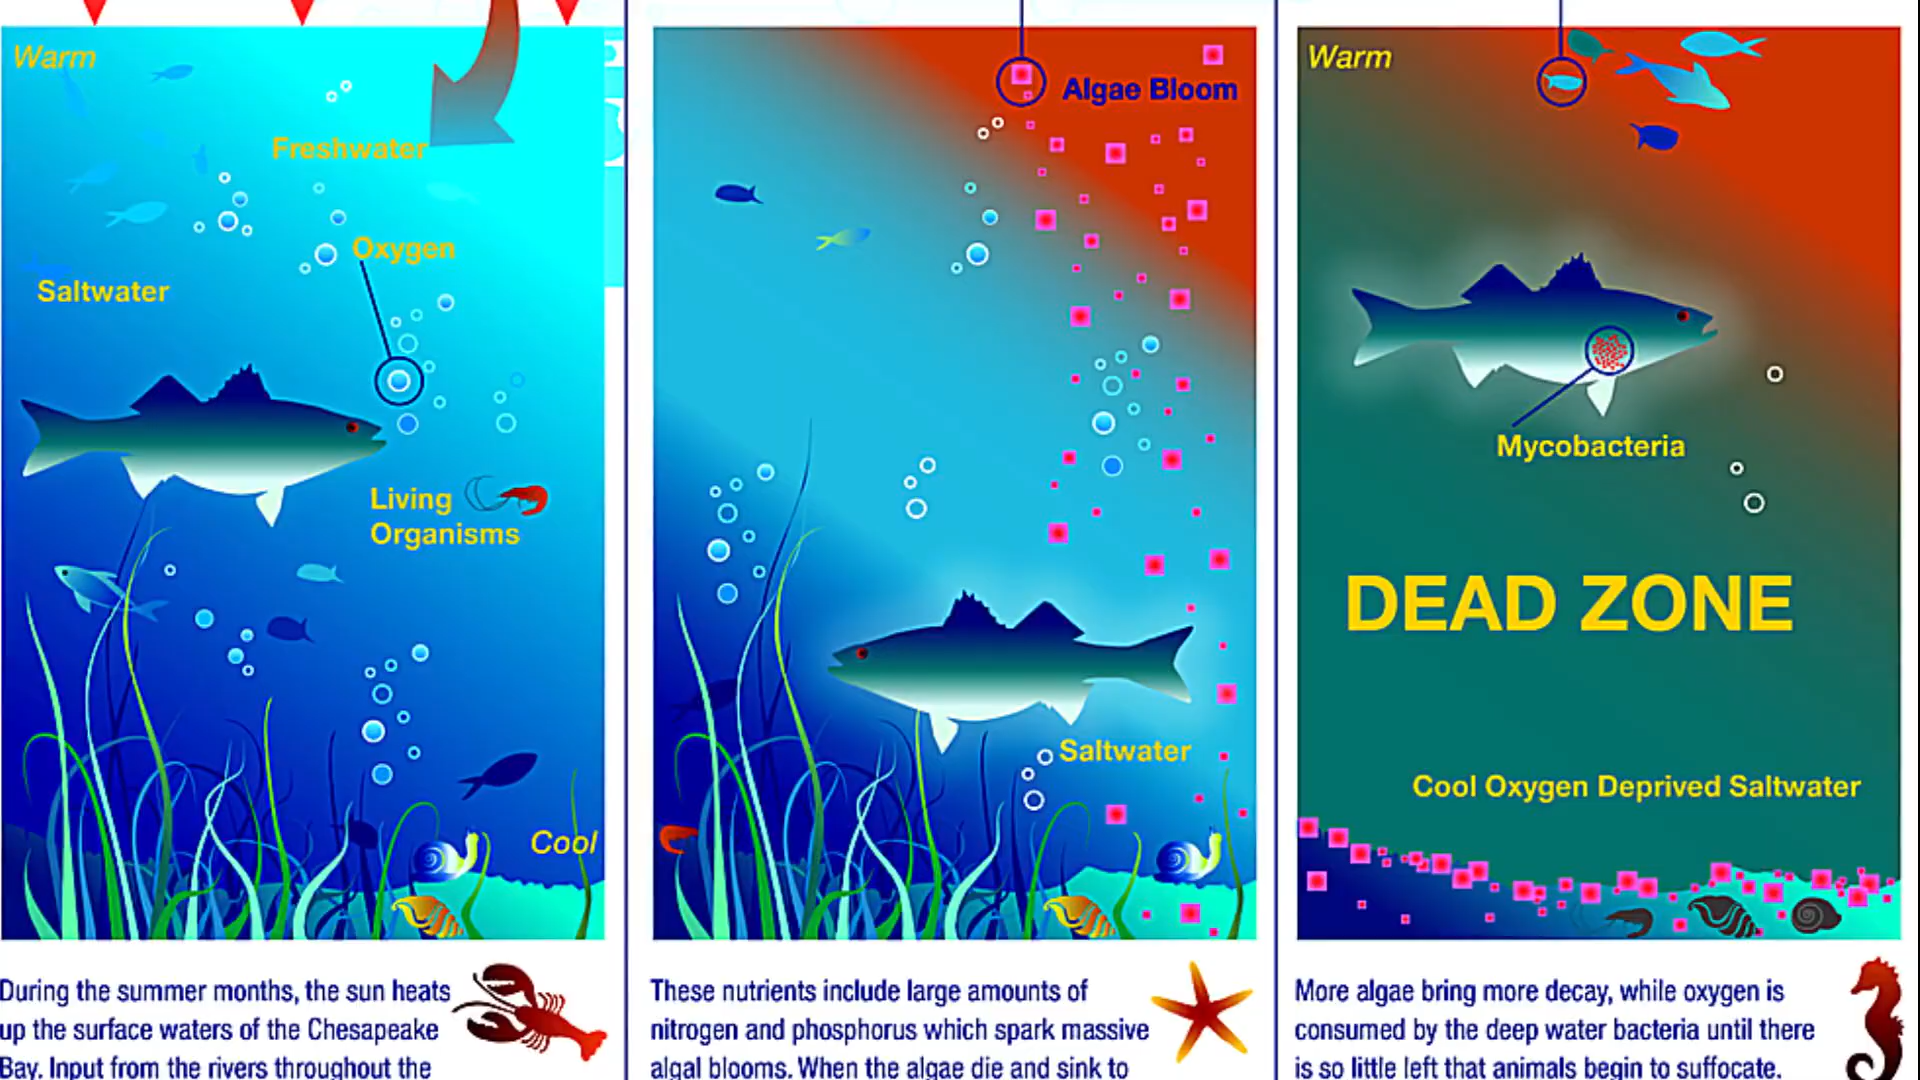 Warm
Freshwater
Oxygen
Saltwater
Living
Organisms
Cool
During the summer months, the sun heats
up the surface waters of the Chesapeake
Bay. Input from the rivers throughout the
Algae Bloom
Saltwater
These nutrients include large amounts of
nitrogen and phosphorus which spark massive
algal blooms. When the algae die and sink to
Warm
Mycobacteria
DEAD ZONE
Cool Oxygen Deprived Saltwater
More algae bring more decay, while oxygen is
consumed by the deep water bacteria until there
is so little left that animals begin to suffocate.